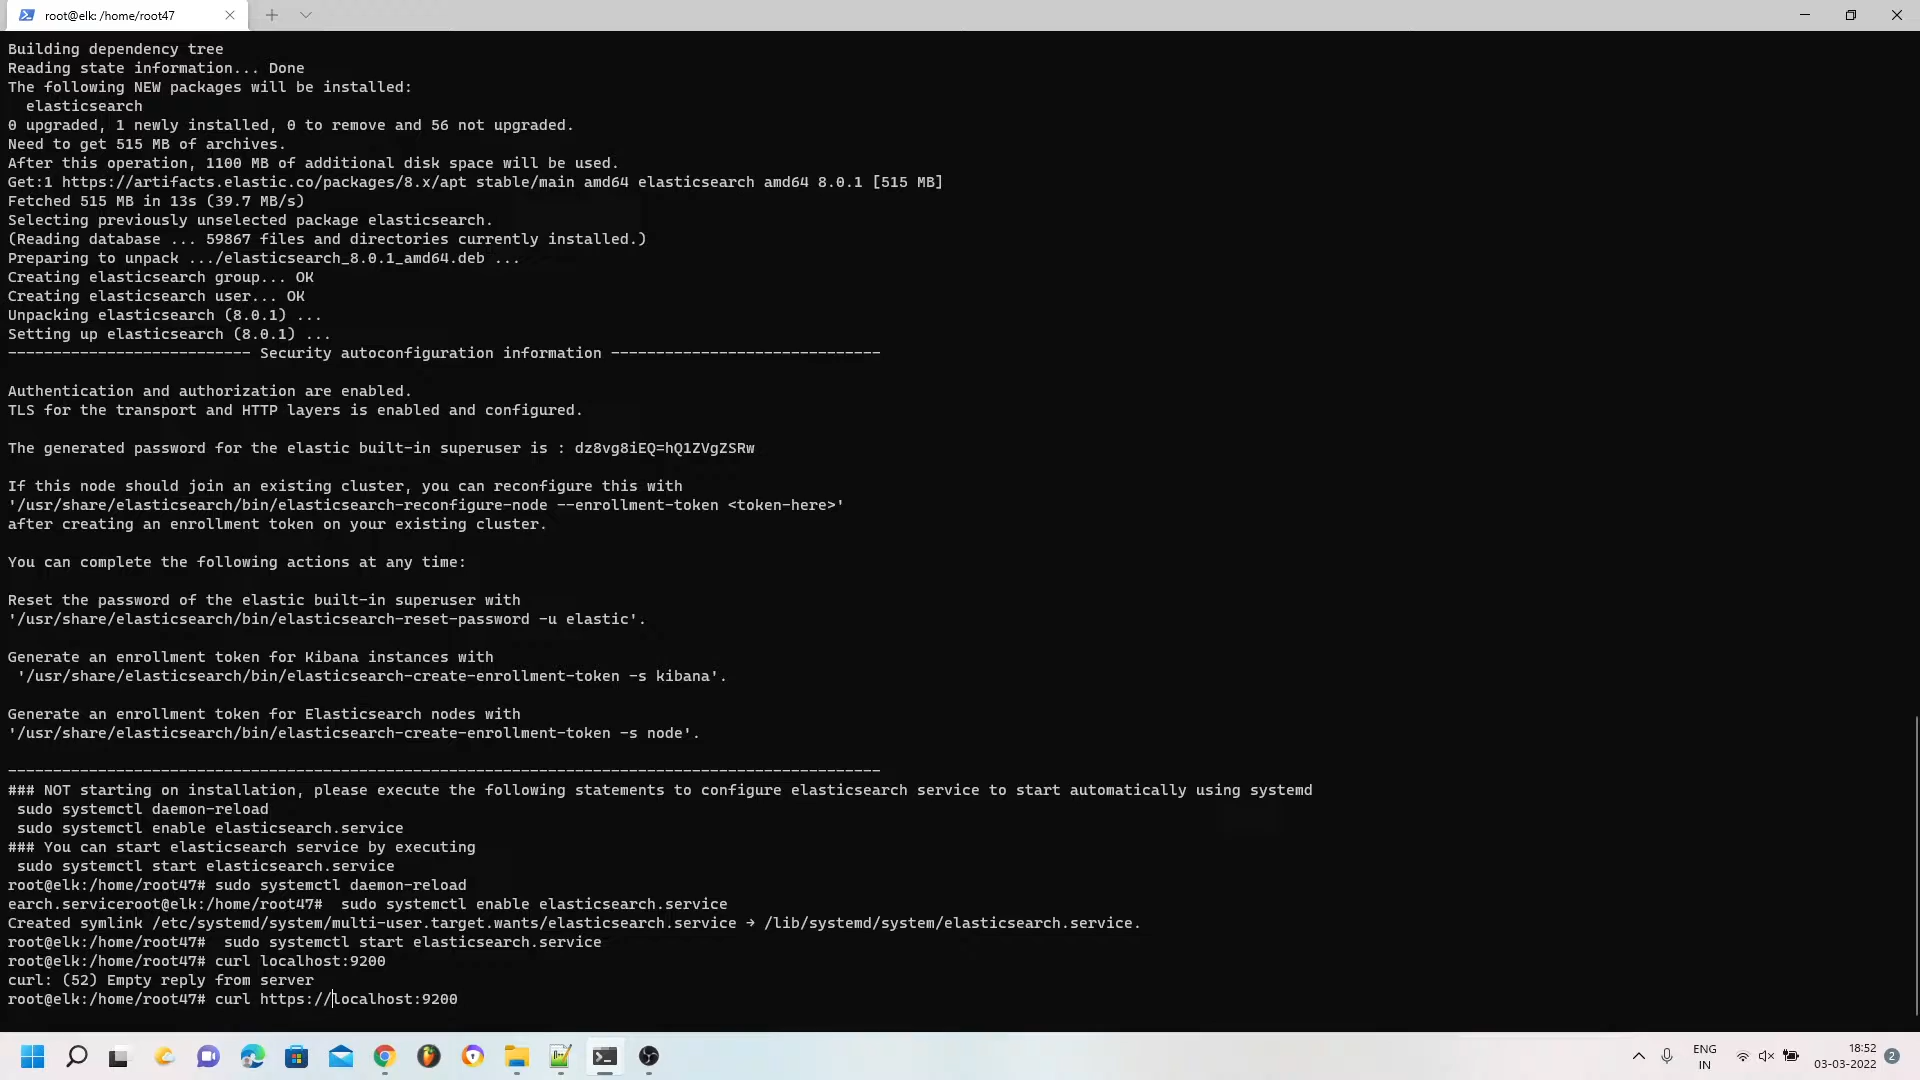 root@elk: /home/root47
Building dependency tree
Reading state information... Done
The following NEW packages will be installed:
  elasticsearch
0 upgraded, 1 newly installed, 0 to remove and 56 not upgraded.
Need to get 515 MB of archives.
After this operation, 1100 MB of additional disk space will be used.
Get:1 https://artifacts.elastic.co/packages/8.x/apt stable/main amd64 elasticsearch amd64 8.0.1 [515 MB]
Fetched 515 MB in 13s (39.7 MB/s)
Selecting previously unselected package elasticsearch.
(Reading database ... 59867 files and directories currently installed.)
Preparing to unpack .../elasticsearch_8.0.1_amd64.deb ...
Creating elasticsearch group... OK
Creating elasticsearch user... OK
Unpacking elasticsearch (8.0.1) ...
Setting up elasticsearch (8.0.1) ...
--------------------------- Security autoconfiguration information ------------------------------
Authentication and authorization are enabled.
TLS for the transport and HTTP layers is enabled and configured.
The generated password for the elastic built-in superuser is : dz8vg8iEQ=hQ1ZVgZSRw
If this node should join an existing cluster, you can reconfigure this with
'/usr/share/elasticsearch/bin/elasticsearch-reconfigure-node --enrollment-token <token-here>'
after creating an enrollment token on your existing cluster.
You can complete the following actions at any time:
Reset the password of the elastic built-in superuser with
'/usr/share/elasticsearch/bin/elasticsearch-reset-password -u elastic'.
Generate an enrollment token for Kibana instances with
 '/usr/share/elasticsearch/bin/elasticsearch-create-enrollment-token -s kibana'.
Generate an enrollment token for Elasticsearch nodes with
'/usr/share/elasticsearch/bin/elasticsearch-create-enrollment-token -s node'.
-------------------------------------------------------------------------------------------------
### NOT starting on installation, please execute the following statements to configure elasticsearch service to start automatically using systemd
 sudo systemctl daemon-reload
 sudo systemctl enable elasticsearch.service
### You can start elasticsearch service by executing
 sudo systemctl start elasticsearch.service
root@elk:/home/root47# sudo systemctl daemon-reload
earch.serviceroot@elk:/home/root47#  sudo systemctl enable elasticsearch.service
Created symlink /etc/systemd/system/multi-user.target.wants/elasticsearch.service → /lib/systemd/system/elasticsearch.service.
root@elk:/home/root47#  sudo systemctl start elasticsearch.service
root@elk:/home/root47# curl localhost:9200
curl: (52) Empty reply from server
root@elk:/home/root47# curl https://localhost:9200
ENG
IN
18:52
03-03-2022
2